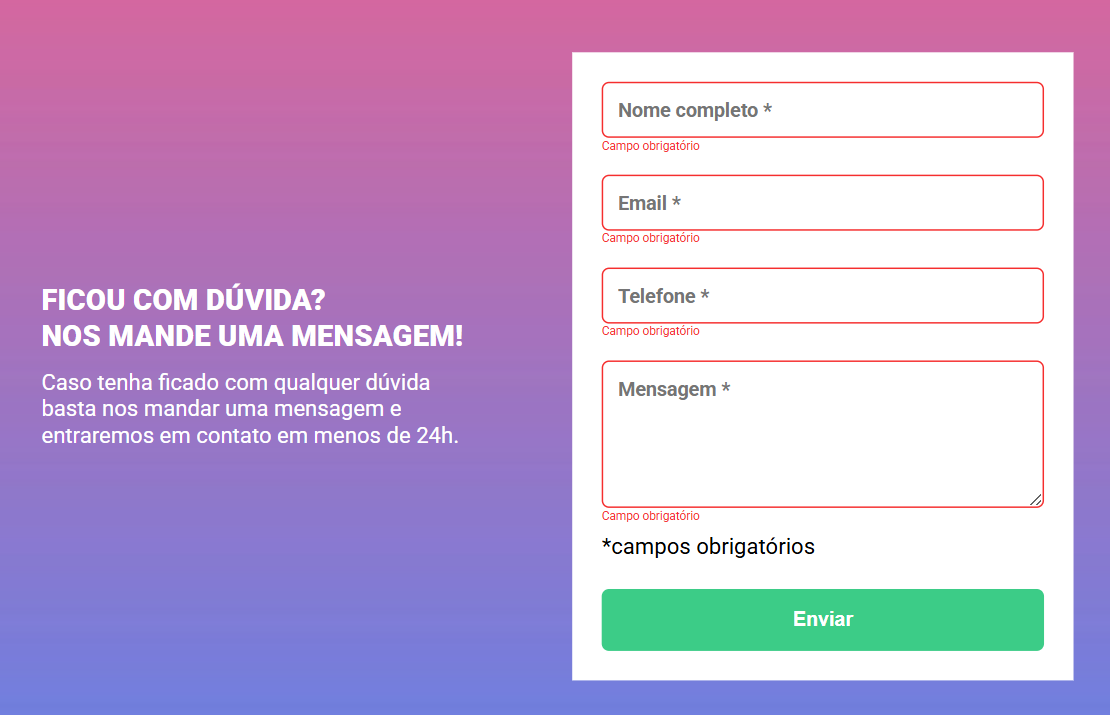 FICOU COM DÚVIDA?
NOS MANDE UMA MENSAGEM!
Caso tenha ficado com qualquer dúvida
basta nos mandar uma mensagem e
entraremos em contato em menos de 24h.
Nome completo *
Campo obrigatório
Email *
Campo obrigatório
Telefone *
Campo obrigatório
Mensagem *
Campo obrigatório
*campos obrigatórios
Enviar